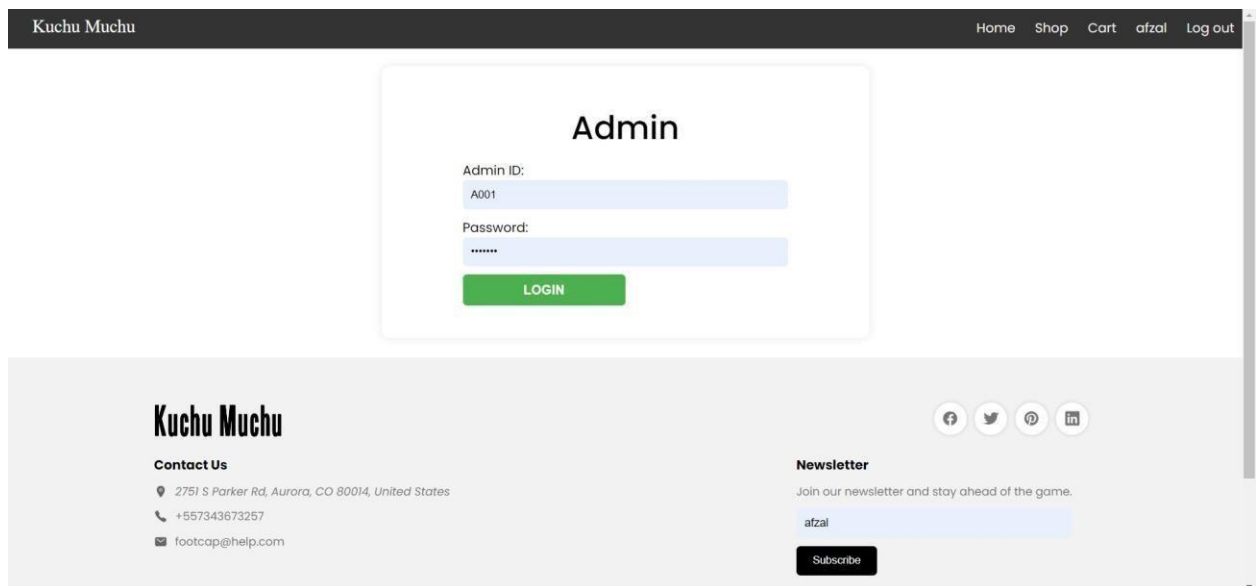 Kuchu Muchu
Home Shop Cart afzal Log out
Admin
Admin ID:
A001
Password:
•••••••
LOGIN
Kuchu Muchu
Contact Us
2751 S Parker Rd, Aurora, CO 80014, United States
+557343673257
footcap@help.com
Newsletter
Join our newsletter and stay ahead of the game.
afzal
Subscribe